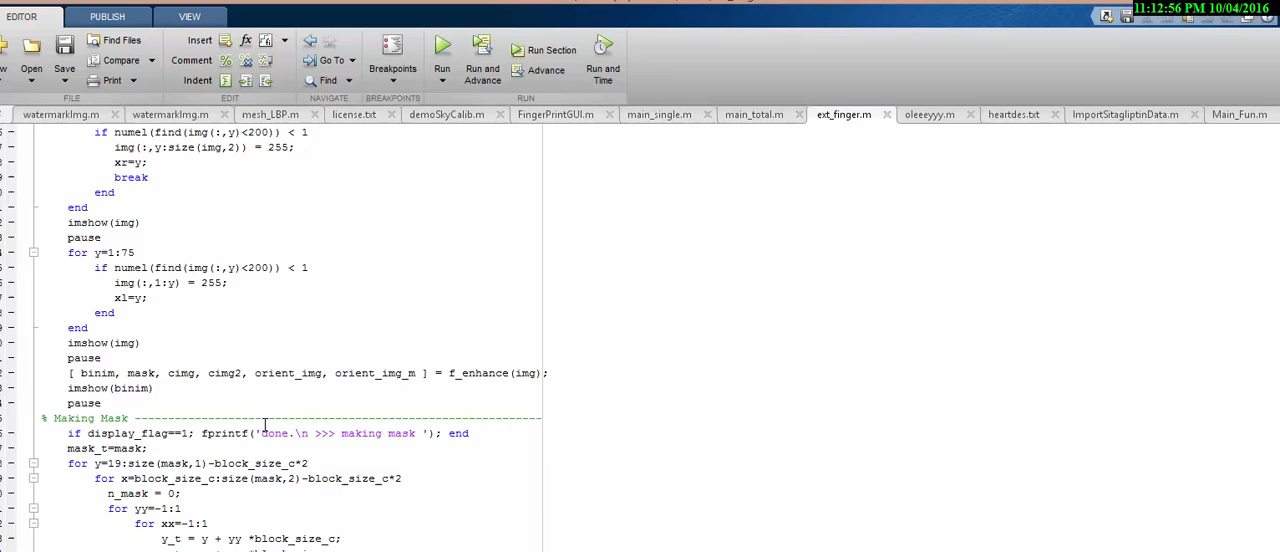 11:12:56 PM 10/04/2016
EDITOR PUBLISH VIEW
Find Files Insert fx Run Section
Compare Comment Go To Advance
Open Save Print Indent Find Breakpoints Run Run and Advance Run and Time
FILE EDIT NAVIGATE BREAKPOINTS RUN
watermarkImg.m watermarkImg.m mesh_LBP.m license.txt demoSkyCalib.m FingerPrintGUI.m main_single.m main_total.m ext_finger.m oleeyyy.m heartdes.txt ImportSitagliptinData.m Main_Fun.m
if numel(find(img(:,y)<200)) < 1
img(:,y:size(img,2)) = 255;
xr=y;
break
end
end
imshow(img)
pause
for y=1:75
if numel(find(img(:,y)<200)) < 1
img(:,1:y) = 255;
xl=y;
end
end
imshow(img)
pause
[ binim, mask, cimg, cimg2, orient_img, orient_img_m ] = f_enhance(img);
imshow(binim)
pause
% Making Mask -------------------------------------------------------------
if display_flag==1; fprintf('done.\n >>> making mask '); end
mask_t=mask;
for y=19:size(mask,1)-block_size_c*2
for x=block_size_c:size(mask,2)-block_size_c*2
n_mask = 0;
for yy=-1:1
for xx=-1:1
y_t = y + yy *block_size_c;